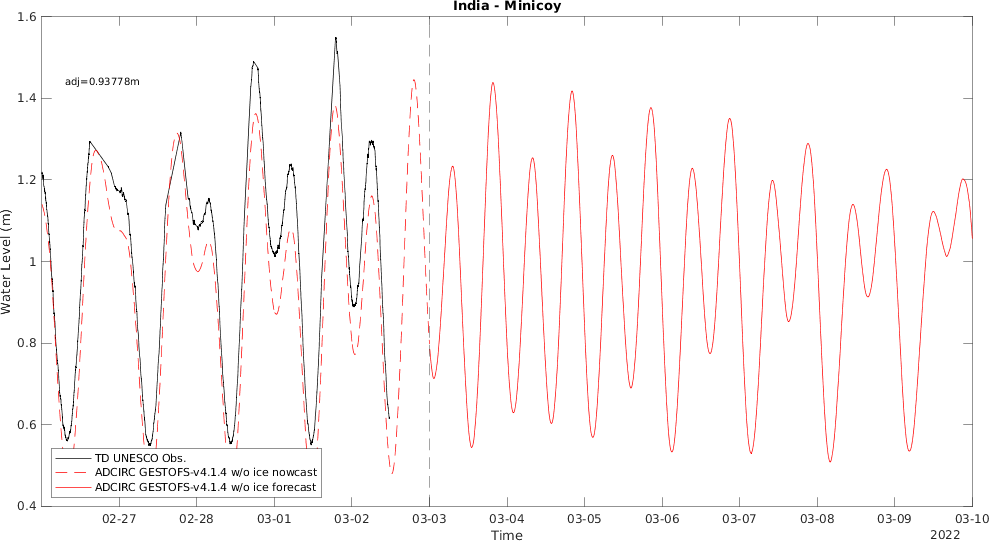 India - Minicoy
1.6
1.4
1.2
1
0.8
0.6
0.4
Water Level (m)
adj=0.93778m
TD UNESCO Obs.
ADCIRC GESTOFS-v4.1.4 w/o ice nowcast
ADCIRC GESTOFS-v4.1.4 w/o ice forecast
02-27 02-28 03-01 03-02 03-03 03-04 03-05 03-06 03-07 03-08 03-09 03-10
Time
2022